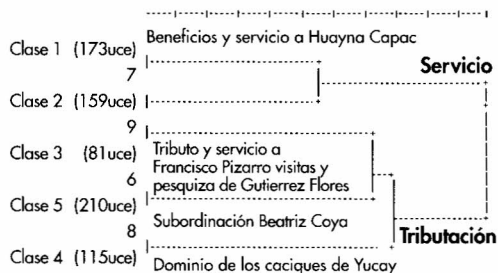 Beneficios y servicio a Huayna Capac
Clase 1 (173uce)
Servicio
7
Clase 2 (159uce)
9
Clase 3 (81uce)
Tributo y servicio a
Francisco Pizarro visitas y
6
pesquiza de Gutierrez Flores
Clase 5 (210uce)
Subordinación Beatriz Coya
8
Tributación
Clase 4 (115uce)
Dominio de los caciques de Yucay